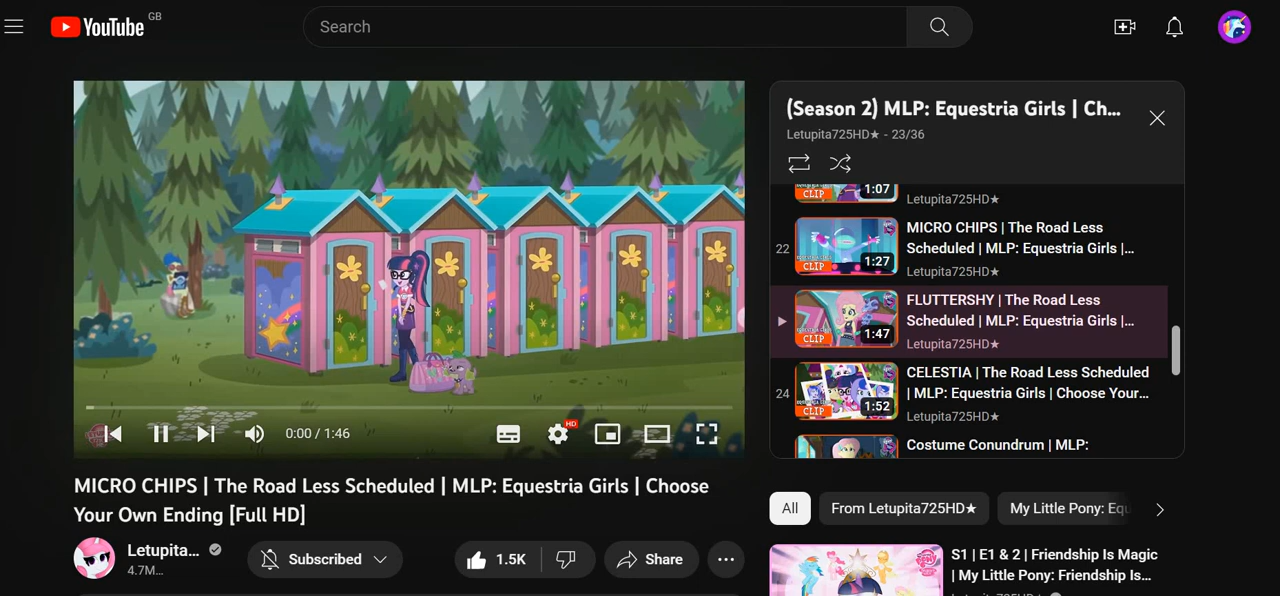 YouTube GB
Search
(Season 2) MLP: Equestria Girls | Ch...
Letupita725HD★ - 23/36
CLIP
1:07
Letupita725HD★
22
CLIP
1:27
MICRO CHIPS | The Road Less
Scheduled | MLP: Equestria Girls |...
Letupita725HD★
CLIP
1:47
FLUTTERSHY | The Road Less
Scheduled | MLP: Equestria Girls |...
Letupita725HD★
24
CLIP
1:52
CELESTIA | The Road Less Scheduled
| MLP: Equestria Girls | Choose Your...
Letupita725HD★
Costume Conundrum | MLP:
0:00 / 1:46
HD
MICRO CHIPS | The Road Less Scheduled | MLP: Equestria Girls | Choose
Your Own Ending [Full HD]
Letupita...
4.7M...
Subscribed
1.5K
Share
All
From Letupita725HD★
My Little Pony: Equ
S1 | E1 & 2 | Friendship Is Magic
| My Little Pony: Friendship Is...